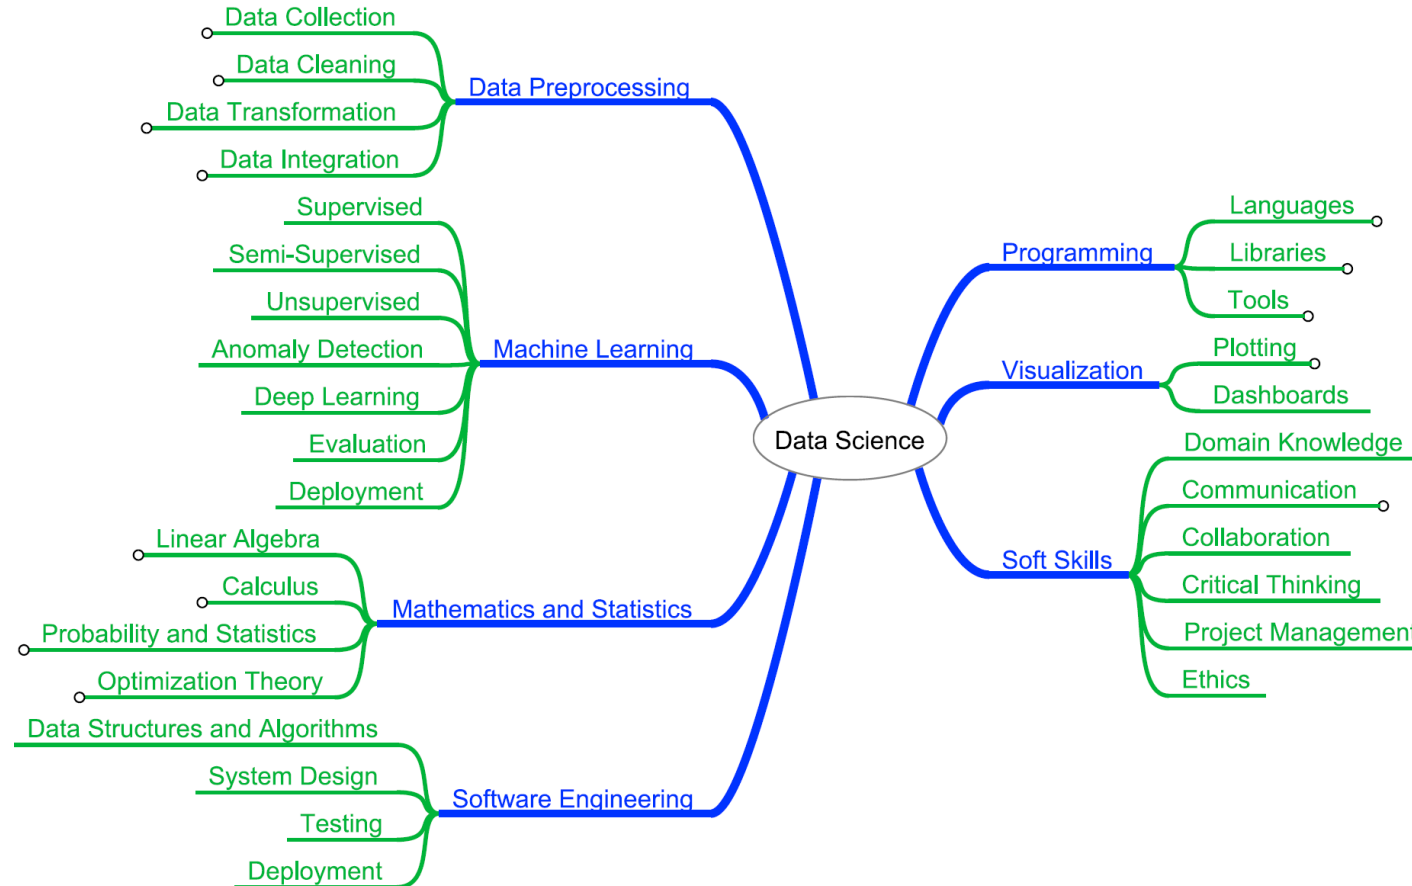 Data Collection
Data Cleaning
Data Transformation
Data Integration
Data Preprocessing
Supervised
Semi-Supervised
Unsupervised
Anomaly Detection
Deep Learning
Evaluation
Deployment
Machine Learning
Linear Algebra
Calculus
Probability and Statistics
Optimization Theory
Mathematics and Statistics
Data Structures and Algorithms
System Design
Testing
Deployment
Software Engineering
Data Science
Programming
Languages
Libraries
Tools
Visualization
Plotting
Dashboards
Soft Skills
Domain Knowledge
Communication
Collaboration
Critical Thinking
Project Management
Ethics